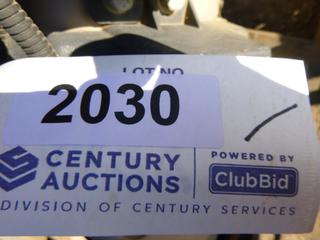 LOT NO.
2030
CENTURY
AUCTIONS
POWERED BY
ClubBid
DIVISION OF CENTURY SERVICES